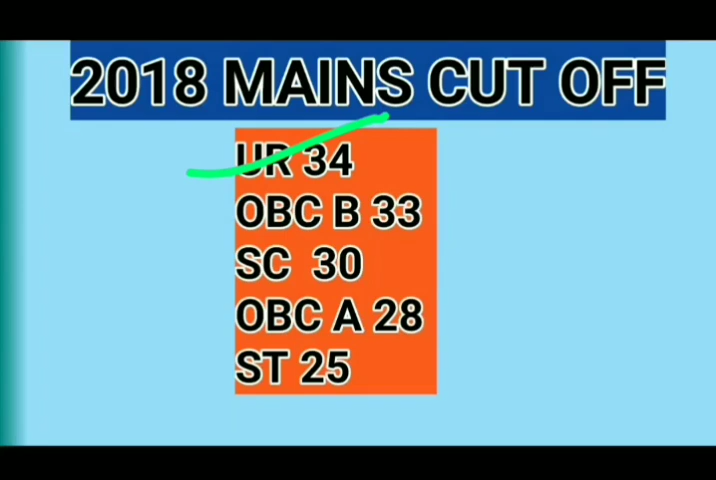 2018 MAINS CUT OFF
UR 34
OBC B 33
SC 30
OBC A 28
ST 25